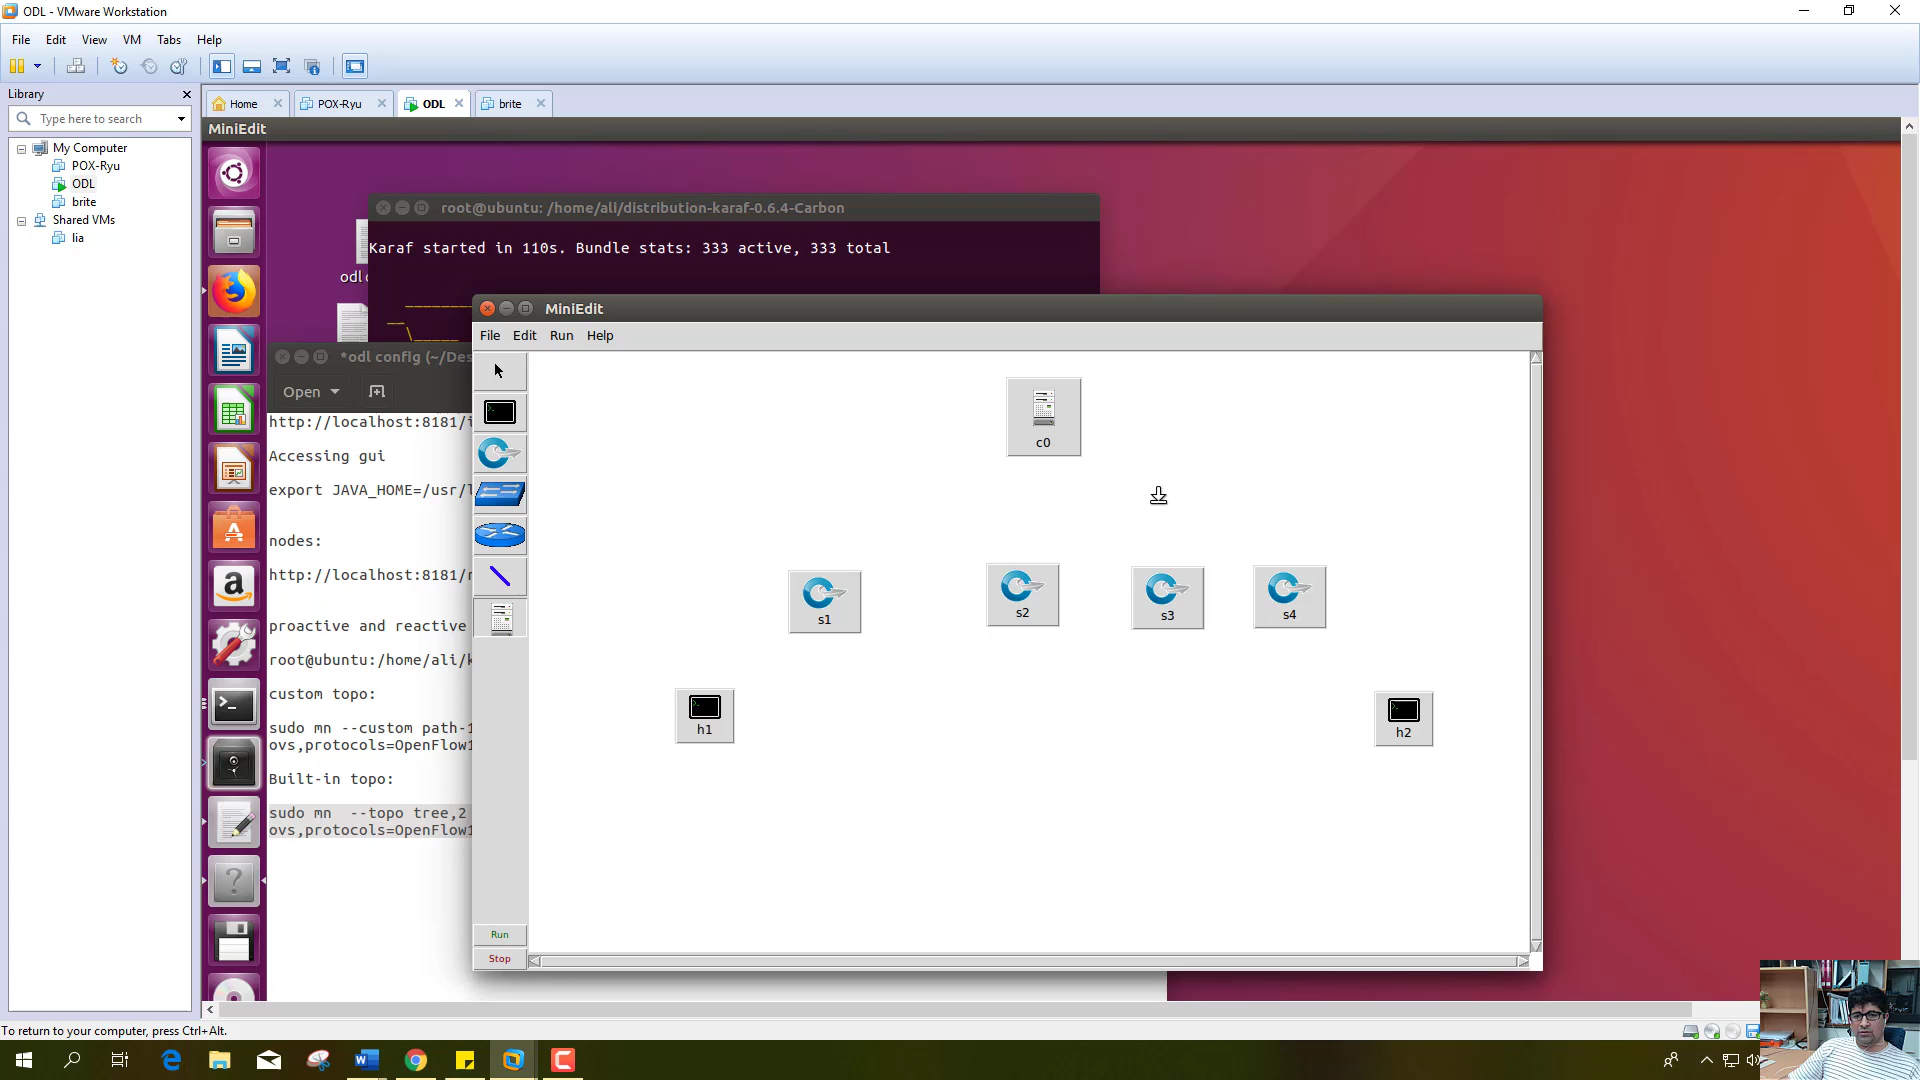 ODL - VMware Workstation
File Edit View VM Tabs Help
Library
Type here to search
My Computer
POX-Ryu
ODL
brite
Shared VMs
lia
Home
POX-Ryu
ODL
brite
MiniEdit
root@ubuntu: /home/ali/distribution-karaf-0.6.4-Carbon
Karaf started in 110s. Bundle stats: 333 active, 333 total
odl
*odl config (~/Des
Open
http://localhost:8181/i
Accessing gui
export JAVA_HOME=/usr/l
nodes:
http://localhost:8181/r
proactive and reactive
root@ubuntu:/home/ali/k
custom topo:
sudo mn --custom path-1
ovs,protocols=OpenFlow1
Built-in topo:
sudo mn  --topo tree,2
ovs,protocols=OpenFlow1
MiniEdit
File Edit Run Help
c0
s1
s2
s3
s4
h1
h2
Run
Stop
To return to your computer, press Ctrl+Alt.